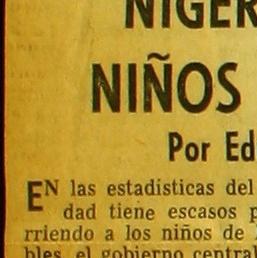 NIGER
NIÑOS
Por Ed
EN las estadísticas del
dad tiene escasos p
rriendo a los niños de
bles, el gobierno central